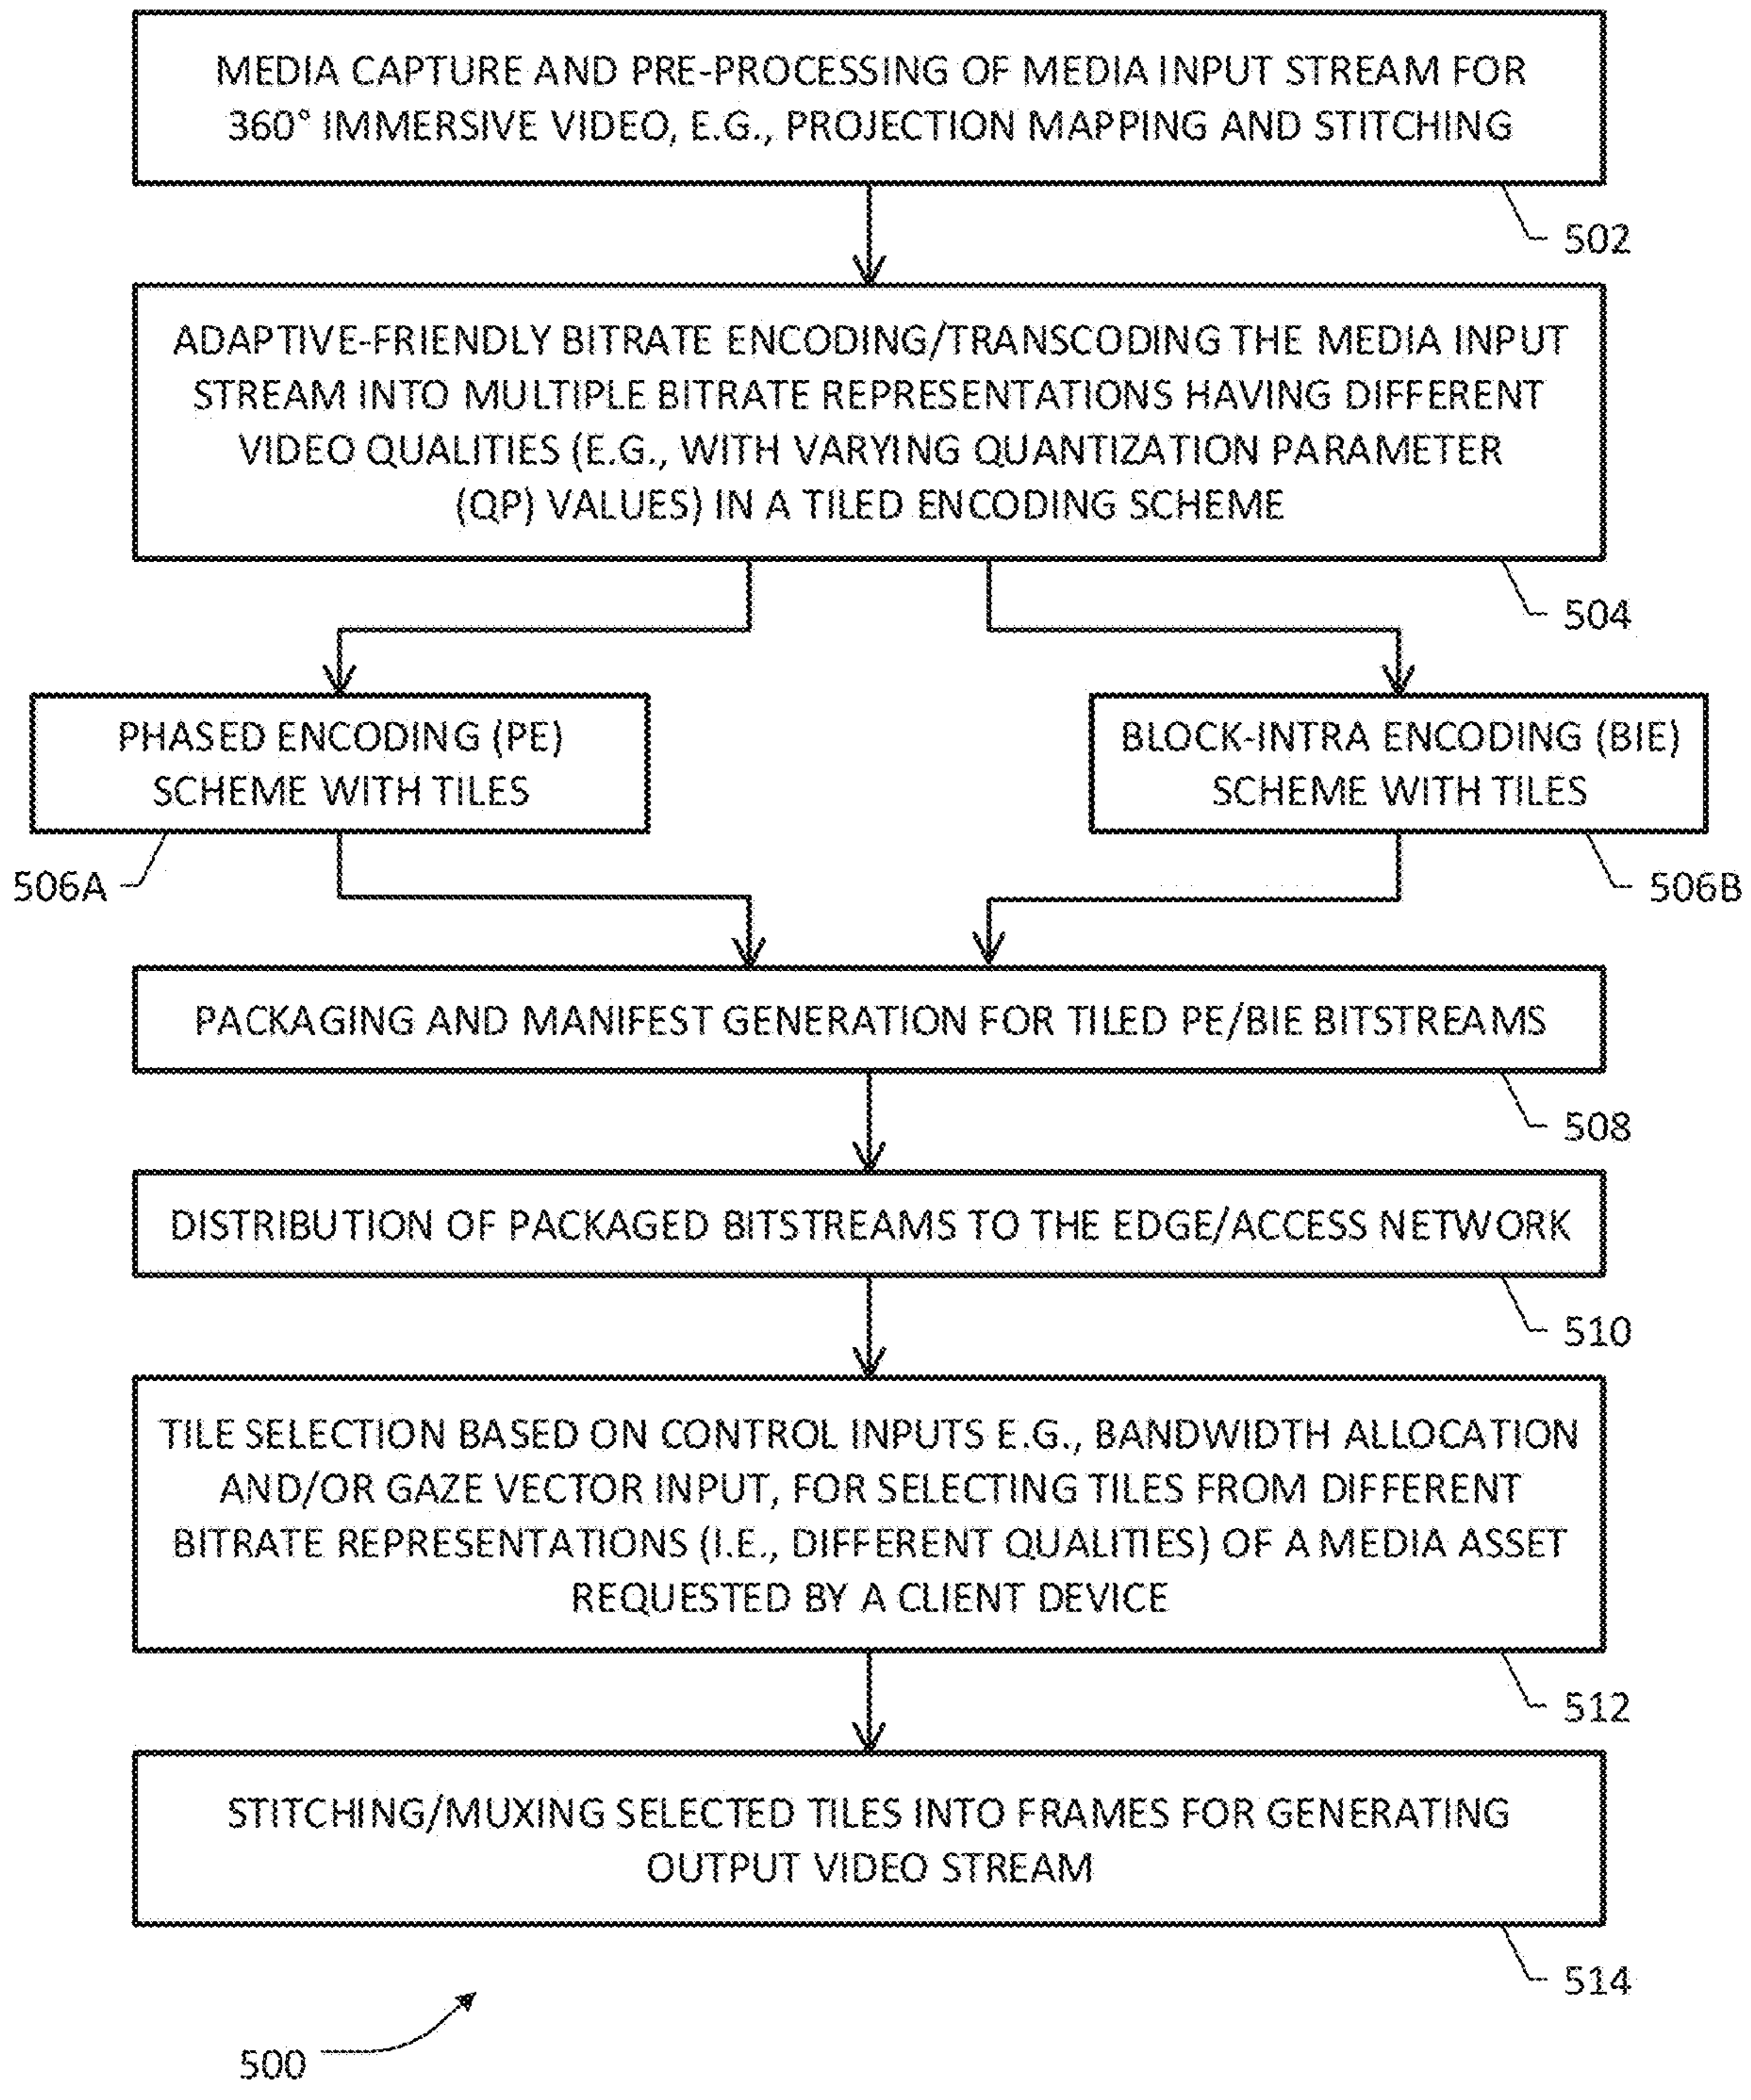 MEDIA CAPTURE AND PRE-PROCESSING OF MEDIA INPUT STREAM FOR
360° IMMERSIVE VIDEO, E.G., PROJECTION MAPPING AND STITCHING
502
ADAPTIVE-FRIENDLY BITRATE ENCODING/TRANSCODING THE MEDIA INPUT
STREAM INTO MULTIPLE BITRATE REPRESENTATIONS HAVING DIFFERENT
VIDEO QUALITIES (E.G., WITH VARYING QUANTIZATION PARAMETER
(QP) VALUES) IN A TILED ENCODING SCHEME
504
PHASED ENCODING (PE)
SCHEME WITH TILES
506A
BLOCK-INTRA ENCODING (BIE)
SCHEME WITH TILES
506B
PACKAGING AND MANIFEST GENERATION FOR TILED PE/BIE BITSTREAMS
508
DISTRIBUTION OF PACKAGED BITSTREAMS TO THE EDGE/ACCESS NETWORK
510
TILE SELECTION BASED ON CONTROL INPUTS E.G., BANDWIDTH ALLOCATION
AND/OR GAZE VECTOR INPUT, FOR SELECTING TILES FROM DIFFERENT
BITRATE REPRESENTATIONS (I.E., DIFFERENT QUALITIES) OF A MEDIA ASSET
REQUESTED BY A CLIENT DEVICE
512
STITCHING/MUXING SELECTED TILES INTO FRAMES FOR GENERATING
OUTPUT VIDEO STREAM
514
500